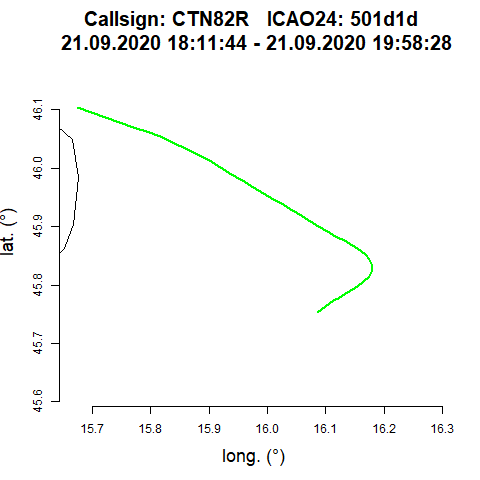 Callsign: CTN82R   ICAO24: 501d1d
21.09.2020 18:11:44 - 21.09.2020 19:58:28
46.1
46.0
45.9
45.8
45.7
45.6
lat. (°)
15.7 15.8 15.9 16.0 16.1 16.2 16.3
long. (°)